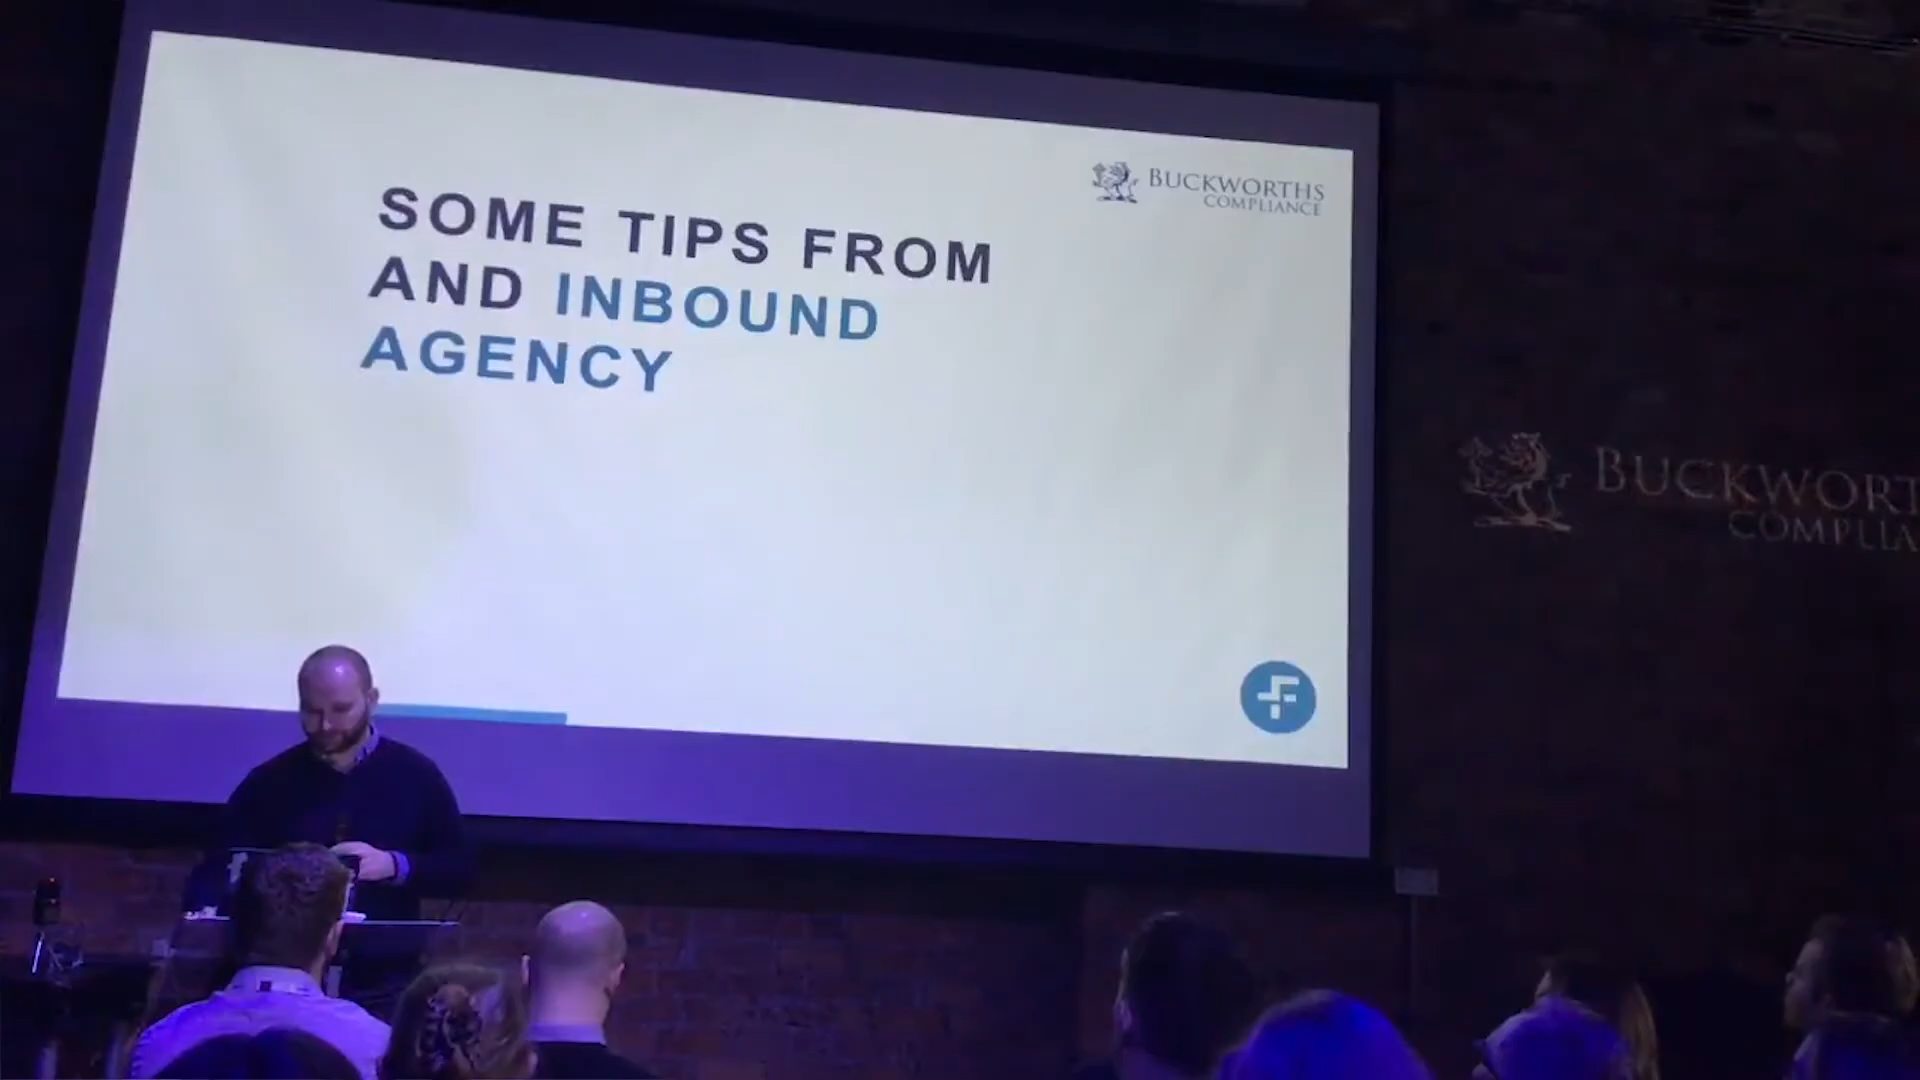 SOME TIPS FROM
AND INBOUND
AGENCY
BUCKWORTHS
COMPLIANCE
F
BUCKWORT
COMPLIA